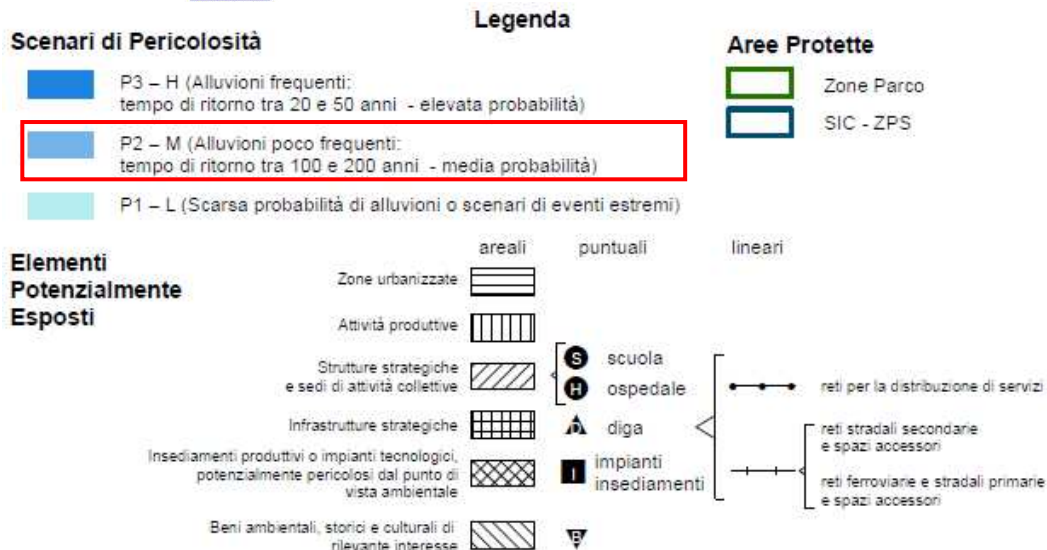 Legenda
Scenari di Pericolosità
P3 – H (Alluvioni frequenti:
tempo di ritorno tra 20 e 50 anni - elevata probabilità)
P2 – M (Alluvioni poco frequenti:
tempo di ritorno tra 100 e 200 anni - media probabilità)
P1 – L (Scarsa probabilità di alluvioni o scenari di eventi estremi)
Aree Protette
Zone Parco
SIC - ZPS
Elementi
Potenzialmente
Esposti
areali
puntuali
lineari
Zone urbanizzate
Attività produttive
Strutture strategiche
e sedi di attività collettive
S scuola
H ospedale
Infrastrutture strategiche
D diga
Insediamenti produttivi o impianti tecnologici,
potenzialmente pericolosi dal punto di
vista ambientale
I impianti
insediamenti
Beni ambientali, storici e culturali di
rilevante interesse
B
reti per la distribuzione di servizi
reti stradali secondarie
e spazi accessori
reti ferroviarie e stradali primarie
e spazi accessori